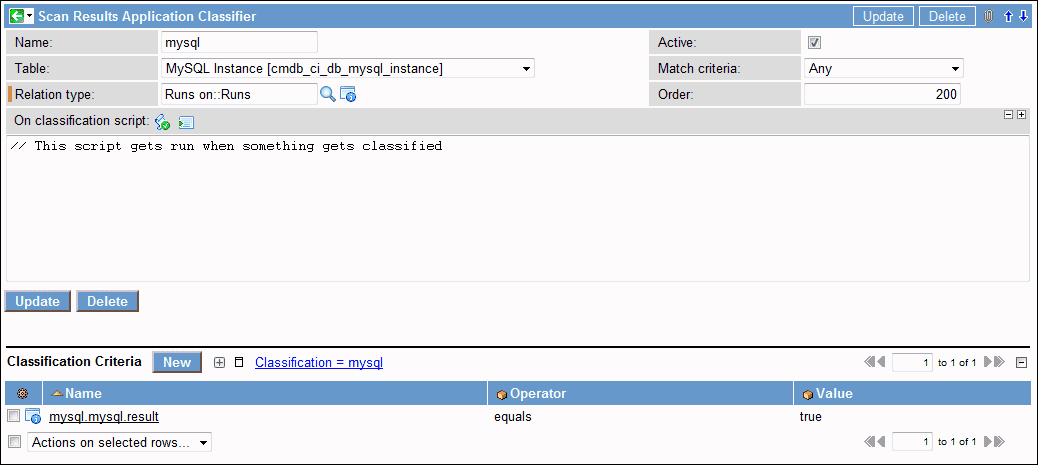 Scan Results Application Classifier Update Delete
Name: mysql Active:
Table: MySQL Instance [cmdb_ci_db_mysql_instance] Match criteria: Any
Relation type: Runs on::Runs Order: 200
On classification script:
// This script gets run when something gets classified
Update Delete
Classification Criteria New Classification = mysql 1 to 1 of 1
Name Operator Value
mysql.mysql.result equals true
Actions on selected rows... 1 to 1 of 1